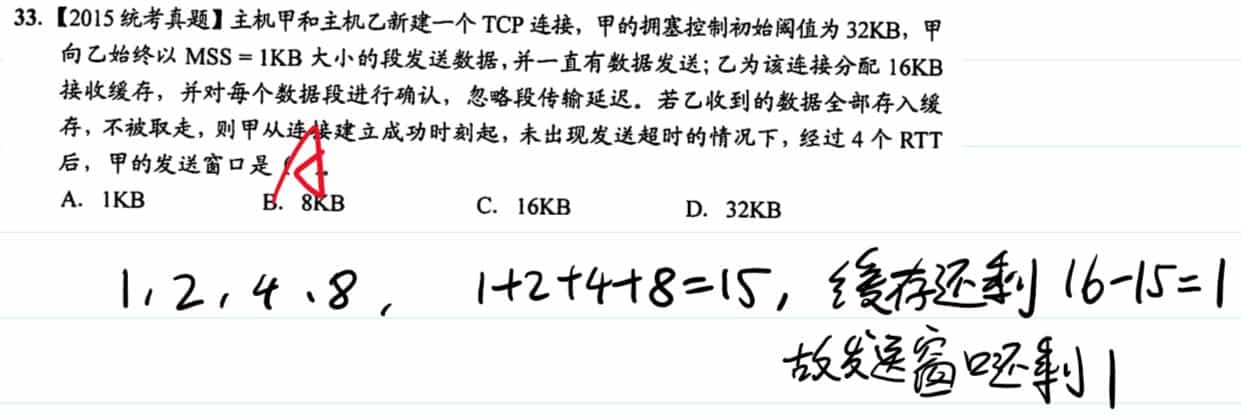 33.【2015 统考真题】主机甲和主机乙新建一个 TCP 连接，甲的拥塞控制初始阈值为 32KB，甲
向乙始终以 MSS = 1KB 大小的段发送数据，并一直有数据发送；乙为该连接分配 16KB
接收缓存，并对每个数据段进行确认，忽略段传输延迟。若乙收到的数据全部存入缓
存，不被取走，则甲从连接建立成功时刻起，未出现发送超时的情况下，经过 4 个 RTT
后，甲的发送窗口是（A）。
A. 1KB B. 8KB C. 16KB D. 32KB
1，2，4、8， 1+2+4+8=15，缓存还剩 16-15=1
故发送窗口还剩 1